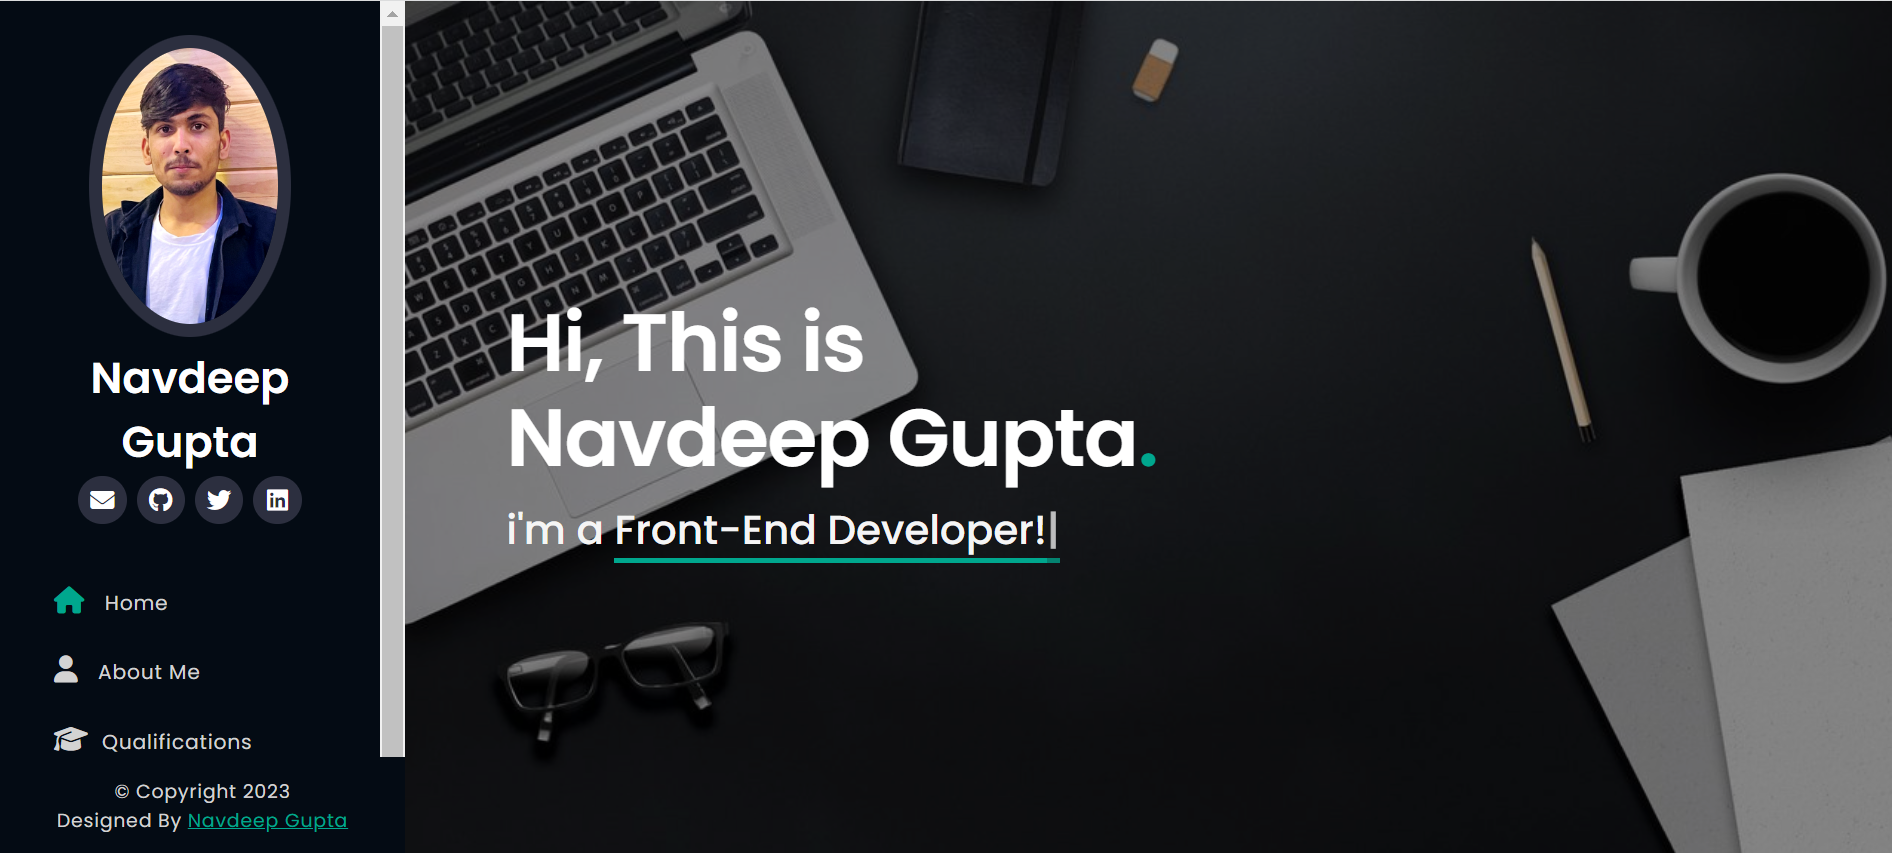 Navdeep
Gupta
Home
About Me
Qualifications
© Copyright 2023
Designed By Navdeep Gupta
Hi, This is
Navdeep Gupta.
i'm a Front-End Developer!|